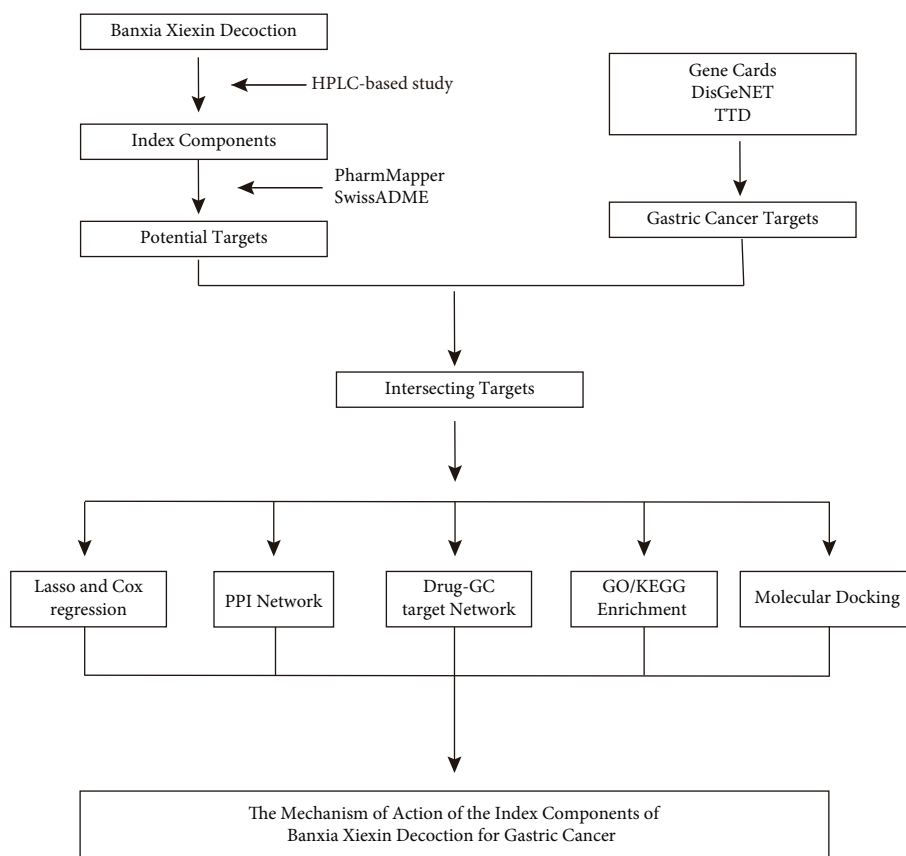 Banxia Xiexin Decoction
HPLC-based study
Index Components
PharmMapper
SwissADME
Potential Targets
Gene Cards
DisGeNET
TTD
Gastric Cancer Targets
Intersecting Targets
Lasso and Cox
regression
PPI Network
Drug-GC
target Network
GO/KEGG
Enrichment
Molecular Docking
The Mechanism of Action of the Index Components of
Banxia Xiexin Decoction for Gastric Cancer